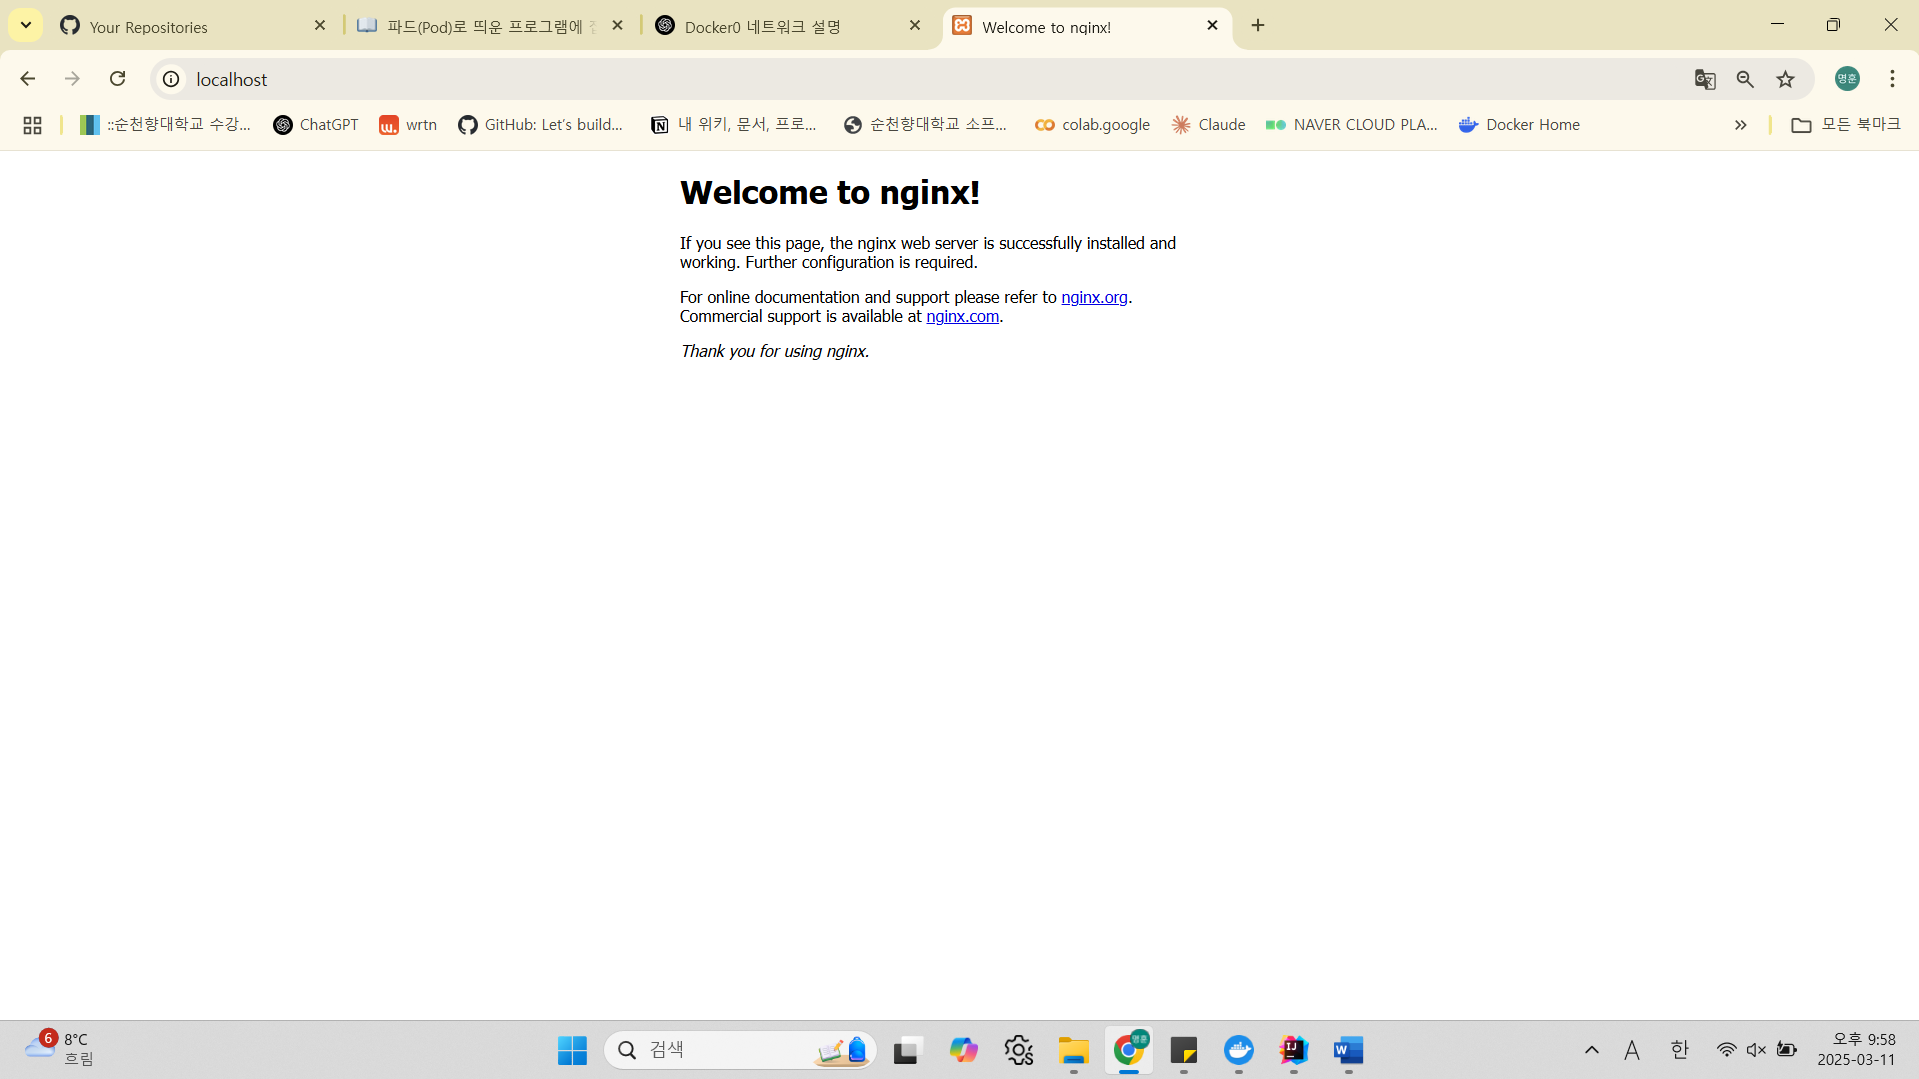 Your Repositories
파드(Pod)로 띄운 프로그램에
Docker0 네트워크 설명
Welcome to nginx!
localhost
명훈
::순천향대학교 수강...
ChatGPT
wrtn
GitHub: Let's build...
내 위키, 문서, 프로...
순천향대학교 소프...
colab.google
Claude
NAVER CLOUD PLA...
Docker Home
모든 북마크
Welcome to nginx!
If you see this page, the nginx web server is successfully installed and
working. Further configuration is required.
For online documentation and support please refer to nginx.org.
Commercial support is available at nginx.com.
Thank you for using nginx.
6
8°C
흐림
검색
A
한
오후 9:58
2025-03-11